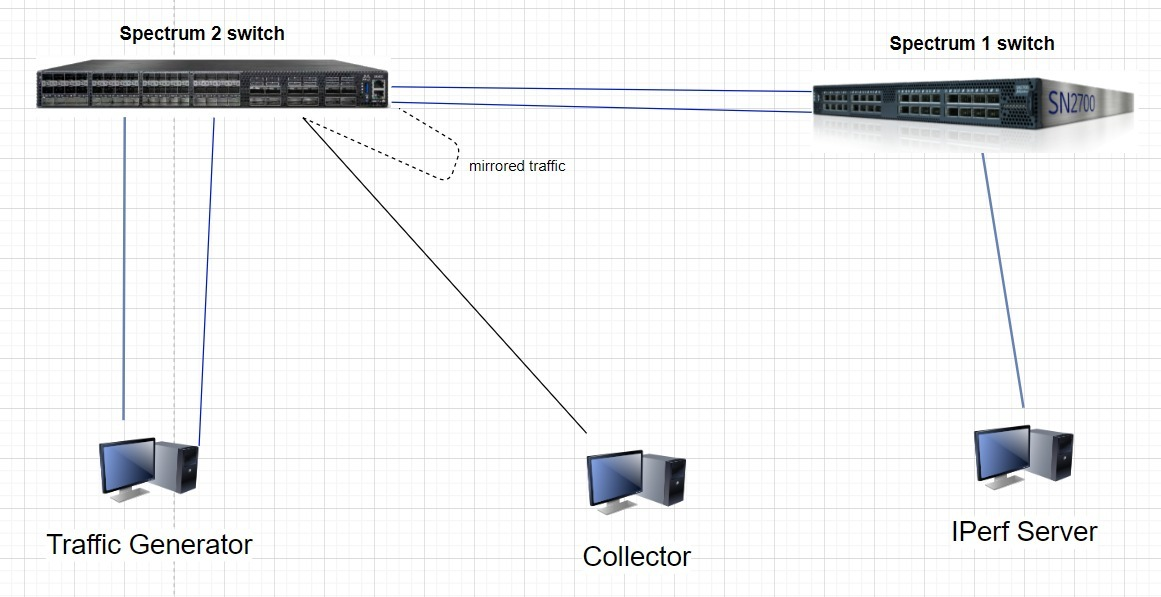 Spectrum 2 switch
Spectrum 1 switch
SN2700
mirrored traffic
Traffic Generator
Collector
IPerf Server